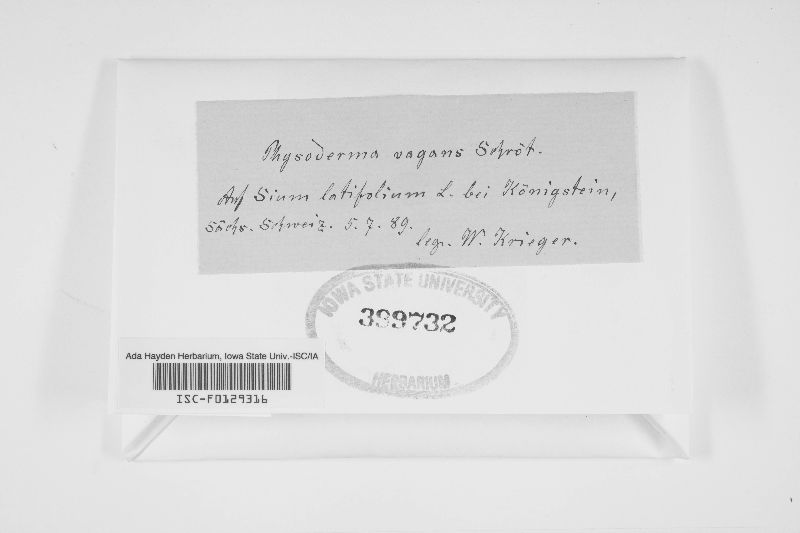 Physoderma vagans Schröt.
Auf Sium latifolium L. bei Königstein,
Sächs. Schweiz. 5. 7. 89.
leg. W. Krieger.
IOWA STATE UNIVERSITY
399732
HERBARIUM
Ada Hayden Herbarium, Iowa State Univ.-ISC/IA
ISC-F0129316